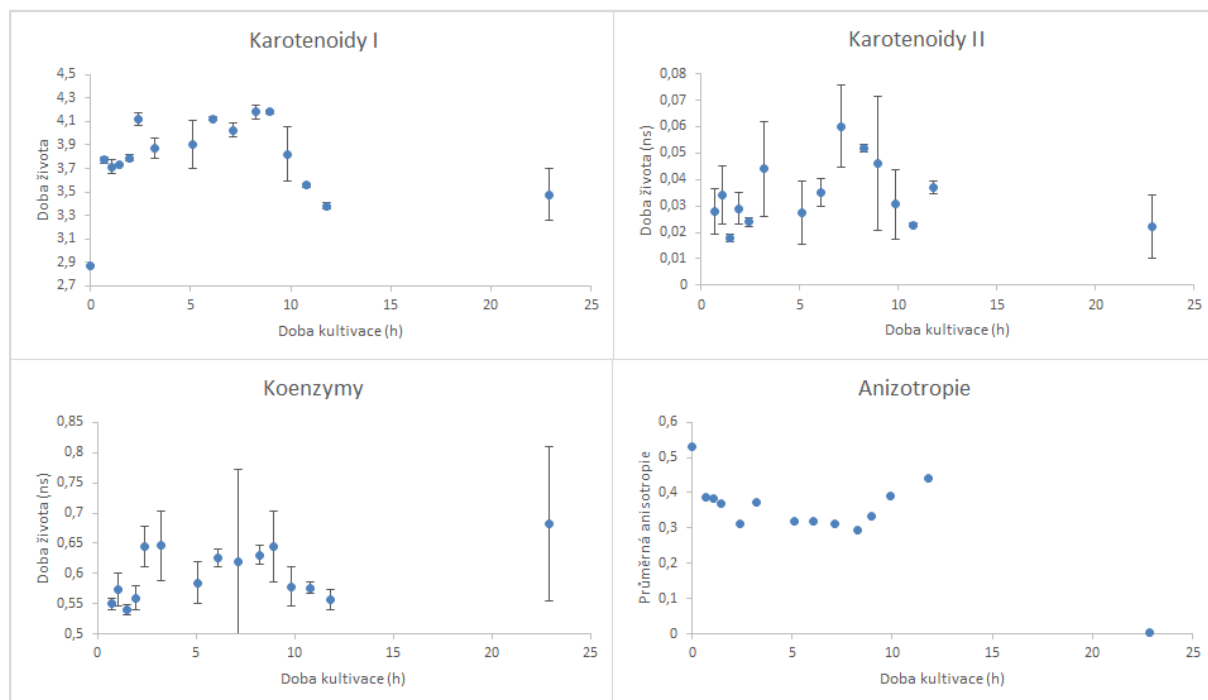 Karotenoidy I
4,5
4,3
4,1
3,9
3,7
3,5
3,3
3,1
2,9
2,7
Doba života
0 5 10 15 20 25
Doba kultivace (h)
Karotenoidy II
0,08
0,07
0,06
0,05
0,04
0,03
0,02
0,01
0
Doba života (ns)
0 5 10 15 20 25
Doba kultivace (h)
Koenzymy
0,85
0,8
0,75
0,7
0,65
0,6
0,55
0,5
Doba života (ns)
0 5 10 15 20 25
Doba kultivace (h)
Anizotropie
0,6
0,5
0,4
0,3
0,2
0,1
0
Průměrná anisotropie
0 5 10 15 20 25
Doba kultivace (h)